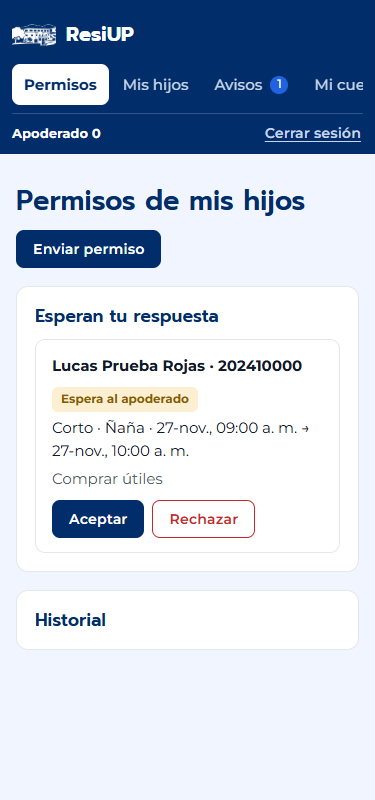 ResiUP
Permisos
Mis hijos
Avisos 1
Mi cue
Apoderado 0
Cerrar sesión
Permisos de mis hijos
Enviar permiso
Esperan tu respuesta
Lucas Prueba Rojas · 202410000
Espera al apoderado
Corto · Ñaña · 27-nov., 09:00 a. m. →
27-nov., 10:00 a. m.
Comprar útiles
Aceptar
Rechazar
Historial